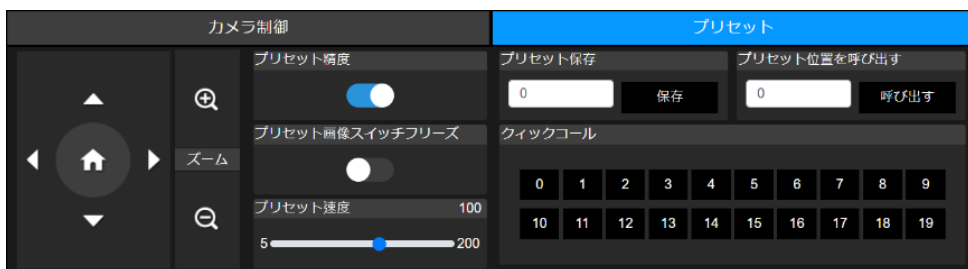 カメラ制御
プリセット
プリセット精度
プリセット保存
プリセット位置を呼び出す
0
保存
0
呼び出す
プリセット画像スイッチフリーズ
クィックコール
ズーム
0 1 2 3 4 5 6 7 8 9
プリセット速度 100
10 11 12 13 14 15 16 17 18 19
5 200